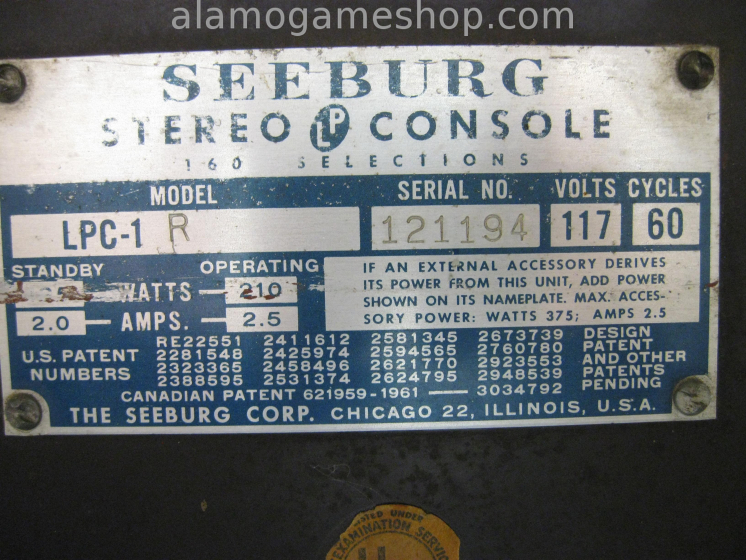 alamogameshop.com
SEEBURG
STEREO LP CONSOLE
160 SELECTIONS
MODEL SERIAL NO. VOLTS CYCLES
LPC-1 R 121194 117 60
STANDBY OPERATING
WATTS 210
2.0 AMPS. 2.5
IF AN EXTERNAL ACCESSORY DERIVES
ITS POWER FROM THIS UNIT, ADD POWER
SHOWN ON ITS NAMEPLATE. MAX. ACCES-
SORY POWER: WATTS 375; AMPS 2.5
U.S. PATENT
NUMBERS
RE22551 2411612 2581345 2673739
2281548 2425974 2594565 2760780
2323365 2458496 2621770 2923553
2388595 2531374 2624795 2948539
CANADIAN PATENT 621959-1961 — 3034792
DESIGN
PATENT
AND OTHER
PATENTS
PENDING
THE SEEBURG CORP. CHICAGO 22, ILLINOIS, U.S.A.
UNDER
EXAMINATION SERVICE